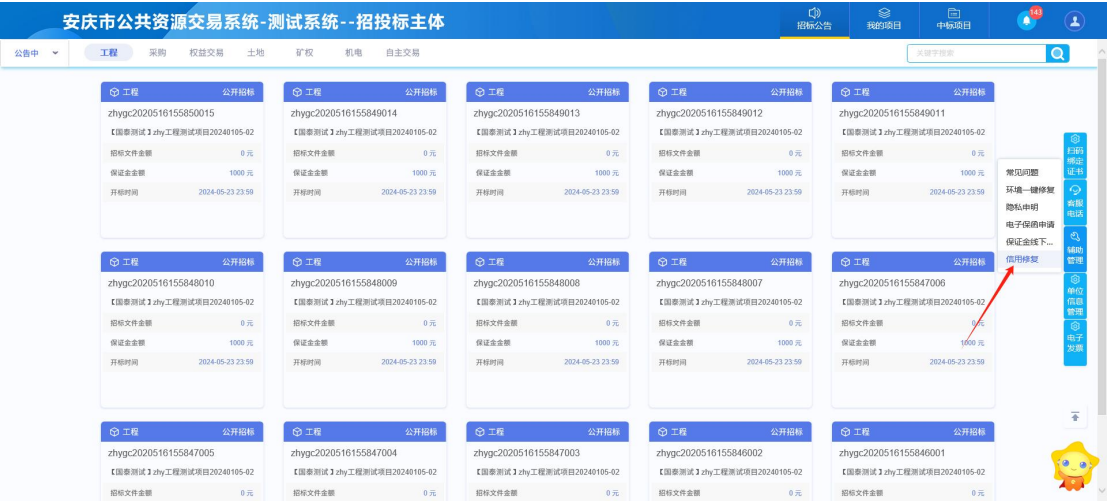 安庆市公共资源交易系统-测试系统--招投标主体
招标公告 我的项目 中标项目 143
公告中 工程 采购 权益交易 土地 矿权 机电 自主交易 关键字搜索
工程 公开招标 工程 公开招标 工程 公开招标 工程 公开招标 工程 公开招标
zhygc2020516155850015 zhygc2020516155849014 zhygc2020516155849013 zhygc2020516155849012 zhygc2020516155849011
【国泰测试】zhy工程测试项目20240105-02 【国泰测试】zhy工程测试项目20240105-02 【国泰测试】zhy工程测试项目20240105-02 【国泰测试】zhy工程测试项目20240105-02 【国泰测试】zhy工程测试项目20240105-02
招标文件金额 0 元 招标文件金额 0 元 招标文件金额 0 元 招标文件金额 0 元 招标文件金额 0 元
保证金金额 1000 元 保证金金额 1000 元 保证金金额 1000 元 保证金金额 1000 元 保证金金额 1000 元
开标时间 2024-05-23 23:59 开标时间 2024-05-23 23:59 开标时间 2024-05-23 23:59 开标时间 2024-05-23 23:59 开标时间 2024-05-23 23:59
常见问题
环境一键修复
隐私申明
电子保函申请
保证金线下...
信用修复
扫码
绑定
证书
客服
电话
辅助
管理
单位
信息
管理
电子
发票
工程 公开招标 工程 公开招标 工程 公开招标 工程 公开招标 工程 公开招标
zhygc2020516155848010 zhygc2020516155848009 zhygc2020516155848008 zhygc2020516155848007 zhygc2020516155847006
【国泰测试】zhy工程测试项目20240105-02 【国泰测试】zhy工程测试项目20240105-02 【国泰测试】zhy工程测试项目20240105-02 【国泰测试】zhy工程测试项目20240105-02 【国泰测试】zhy工程测试项目20240105-02
招标文件金额 0 元 招标文件金额 0 元 招标文件金额 0 元 招标文件金额 0 元 招标文件金额 0 元
保证金金额 1000 元 保证金金额 1000 元 保证金金额 1000 元 保证金金额 1000 元 保证金金额 1000 元
开标时间 2024-05-23 23:59 开标时间 2024-05-23 23:59 开标时间 2024-05-23 23:59 开标时间 2024-05-23 23:59 开标时间 2024-05-23 23:59
工程 公开招标 工程 公开招标 工程 公开招标 工程 公开招标 工程 公开招标
zhygc2020516155847005 zhygc2020516155847004 zhygc2020516155847003 zhygc2020516155846002 zhygc2020516155846001
【国泰测试】zhy工程测试项目20240105-02 【国泰测试】zhy工程测试项目20240105-02 【国泰测试】zhy工程测试项目20240105-02 【国泰测试】zhy工程测试项目20240105-02 【国泰测试】zhy工程测试项目20240105-02
招标文件金额 0 元 招标文件金额 0 元 招标文件金额 0 元 招标文件金额 0 元 招标文件金额 0 元